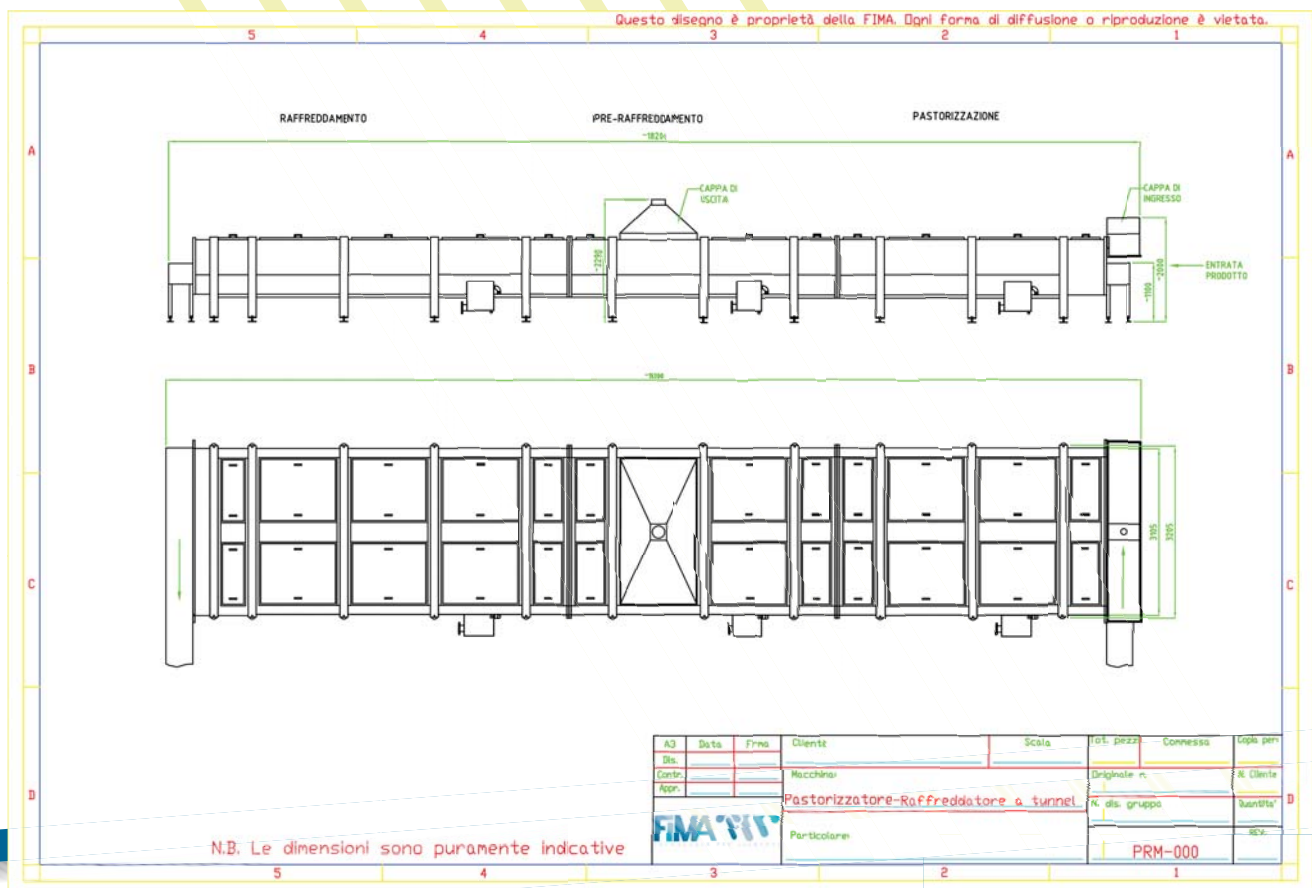 Questo disegno è proprietà della FIMA. Ogni forma di diffusione o riproduzione è vietata.
5 4 3 2 1
RAFFREDDAMENTO
PRE-RAFFREDDAMENTO
PASTORIZZAZIONE
A
A
CAPPA DI
USCITA
CAPPA DI
INGRESSO
~2290
~1100
~2000
ENTRATA
PRODOTTO
B
B
3105
3205
C
C
A3 Data Firma Cliente Scala Tot. pezzi Commessa Copia per:
Dis.
Contr. Macchina: Originale n. N. Cliente
Appr.
Pastorizzatore-Raffreddatore a tunnel N. dis. gruppo Quantita'
D
D
FIMA
Particolare: REV.
PRM-000
N.B. Le dimensioni sono puramente indicative
5 4 3 2 1